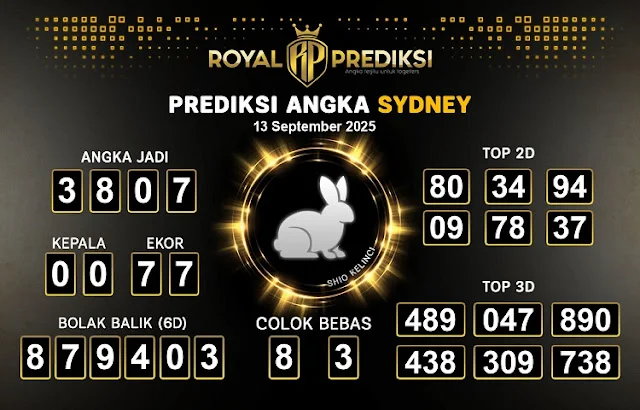 ROYAL RP PREDIKSI
Angka regku untuk togelers
PREDIKSI ANGKA SYDNEY
13 September 2025
ANGKA JADI
3 8 0 7
KEPALA EKOR
0 0 7 7
BOLAK BALIK (6D)
8 7 9 4 0 3
SHIO KELINCI
COLOK BEBAS
8 3
TOP 2D
80 34 94
09 78 37
TOP 3D
489 047 890
438 309 738